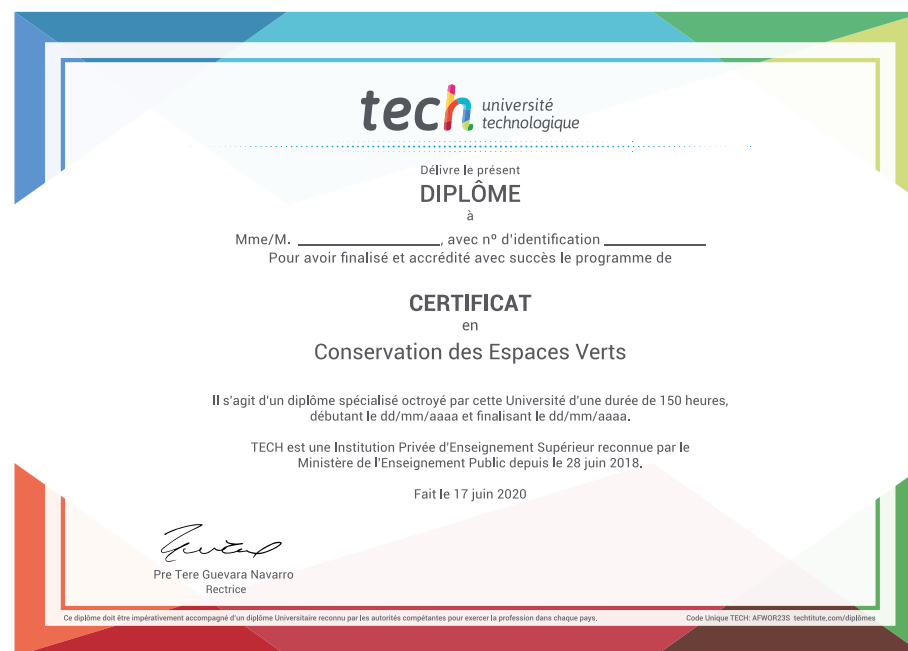 tech université
technologique
Délivre le présent
DIPLÔME
à
Mme/M. ____________________, avec nº d'identification ______________
Pour avoir finalisé et accrédité avec succès le programme de
CERTIFICAT
en
Conservation des Espaces Verts
Il s'agit d'un diplôme spécialisé octroyé par cette Université d'une durée de 150 heures,
débutant le dd/mm/aaaa et finalisant le dd/mm/aaaa.
TECH est une Institution Privée d'Enseignement Supérieur reconnue par le
Ministère de l'Enseignement Public depuis le 28 juin 2018.
Fait le 17 juin 2020
Pre Tere Guevara Navarro
Rectrice
Ce diplôme doit être impérativement accompagné d'un diplôme Universitaire reconnu par les autorités compétantes pour exercer la profession dans chaque pays.
Code Unique TECH: AFWOR23S techtitute.com/diplômes